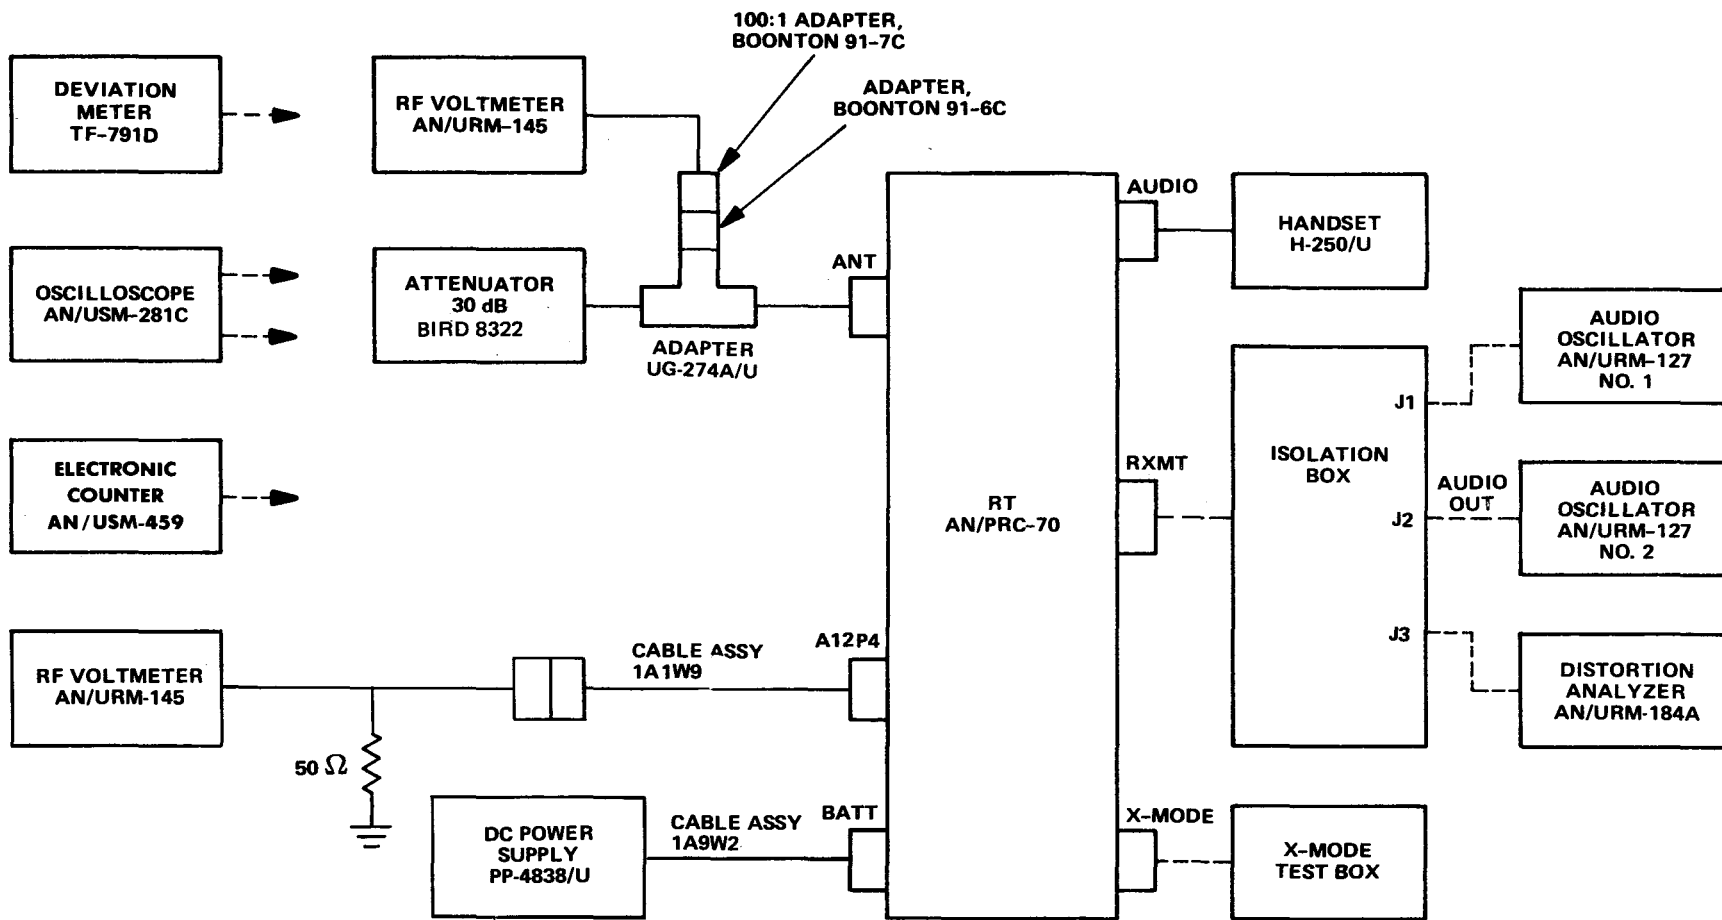 100:1 ADAPTER,
BOONTON 91-7C
ADAPTER,
BOONTON 91-6C
DEVIATION
METER
TF-791D
RF VOLTMETER
AN/URM-145
OSCILLOSCOPE
AN/USM-281C
ATTENUATOR
30 dB
BIRD 8322
ADAPTER
UG-274A/U
ANT
ELECTRONIC
COUNTER
AN/USM-459
RF VOLTMETER
AN/URM-145
50 Ω
CABLE ASSY
1A1W9
A12P4
DC POWER
SUPPLY
PP-4838/U
CABLE ASSY
1A9W2
BATT
RT
AN/PRC-70
AUDIO
HANDSET
H-250/U
RXMT
ISOLATION
BOX
J1
J2
J3
AUDIO
OUT
AUDIO
OSCILLATOR
AN/URM-127
NO. 1
AUDIO
OSCILLATOR
AN/URM-127
NO. 2
DISTORTION
ANALYZER
AN/URM-184A
X-MODE
X-MODE
TEST BOX